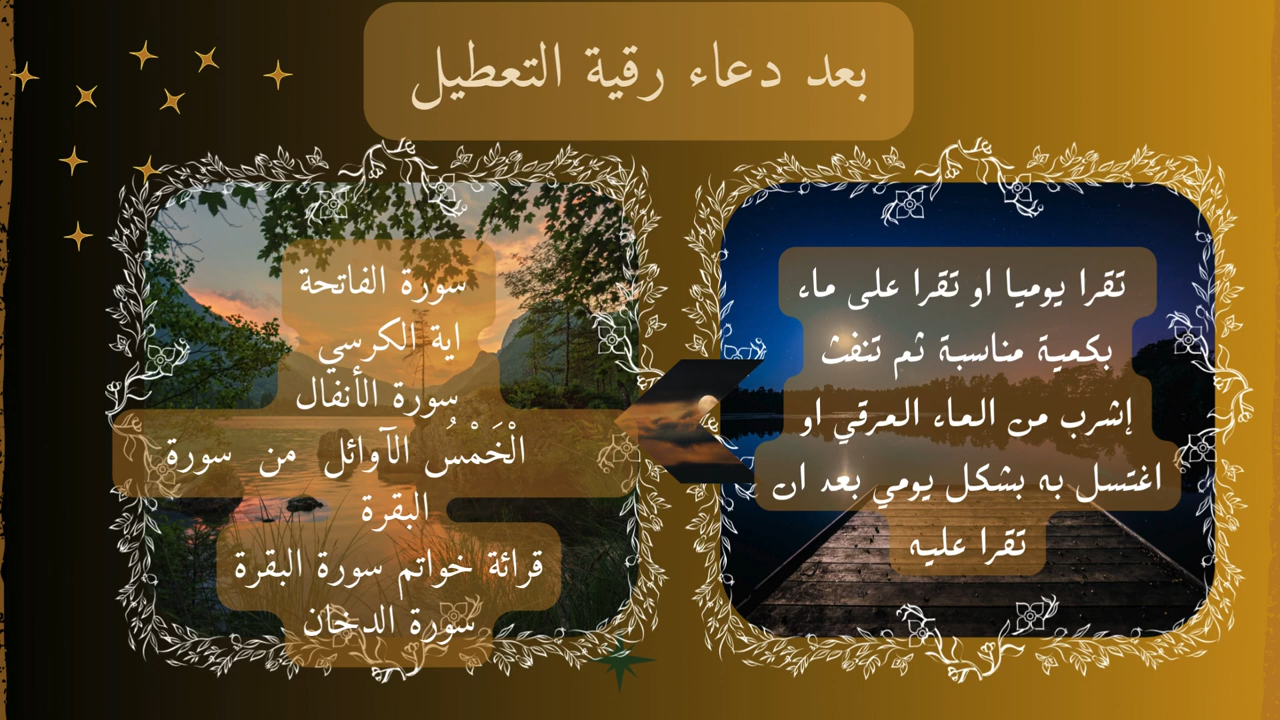 بعد دعاء رقية التعطيل
تقرا يوميا او تقرا على ماء
بكمية مناسبة ثم تنفث
إشرب من الماء المرقي او
اغتسل به بشكل يومي بعد ان
تقرا عليه
سورة الفاتحة
اية الكرسي
سورة الأنفال
الْخَمْسُ الآوائل من سورة
البقرة
قرائة خواتم سورة البقرة
سورة الدخان